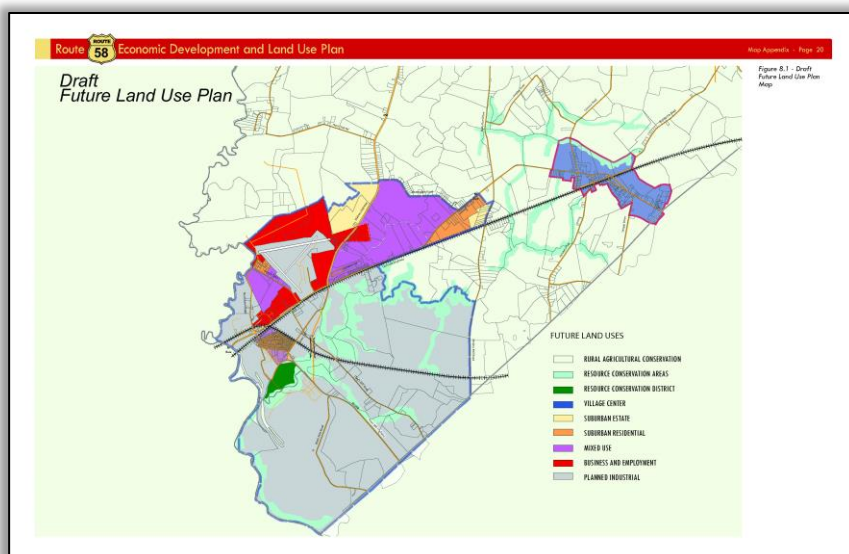 Route
ROUTE
58
Economic Development and Land Use Plan
Map Appendix - Page 20
Draft
Future Land Use Plan
Figure 8.1 - Draft
Future Land Use Plan
Map
FUTURE LAND USES
RURAL AGRICULTURAL CONSERVATION
RESOURCE CONSERVATION AREAS
RESOURCE CONSERVATION DISTRICT
VILLAGE CENTER
SUBURBAN ESTATE
SUBURBAN RESIDENTIAL
MIXED USE
BUSINESS AND EMPLOYMENT
PLANNED INDUSTRIAL